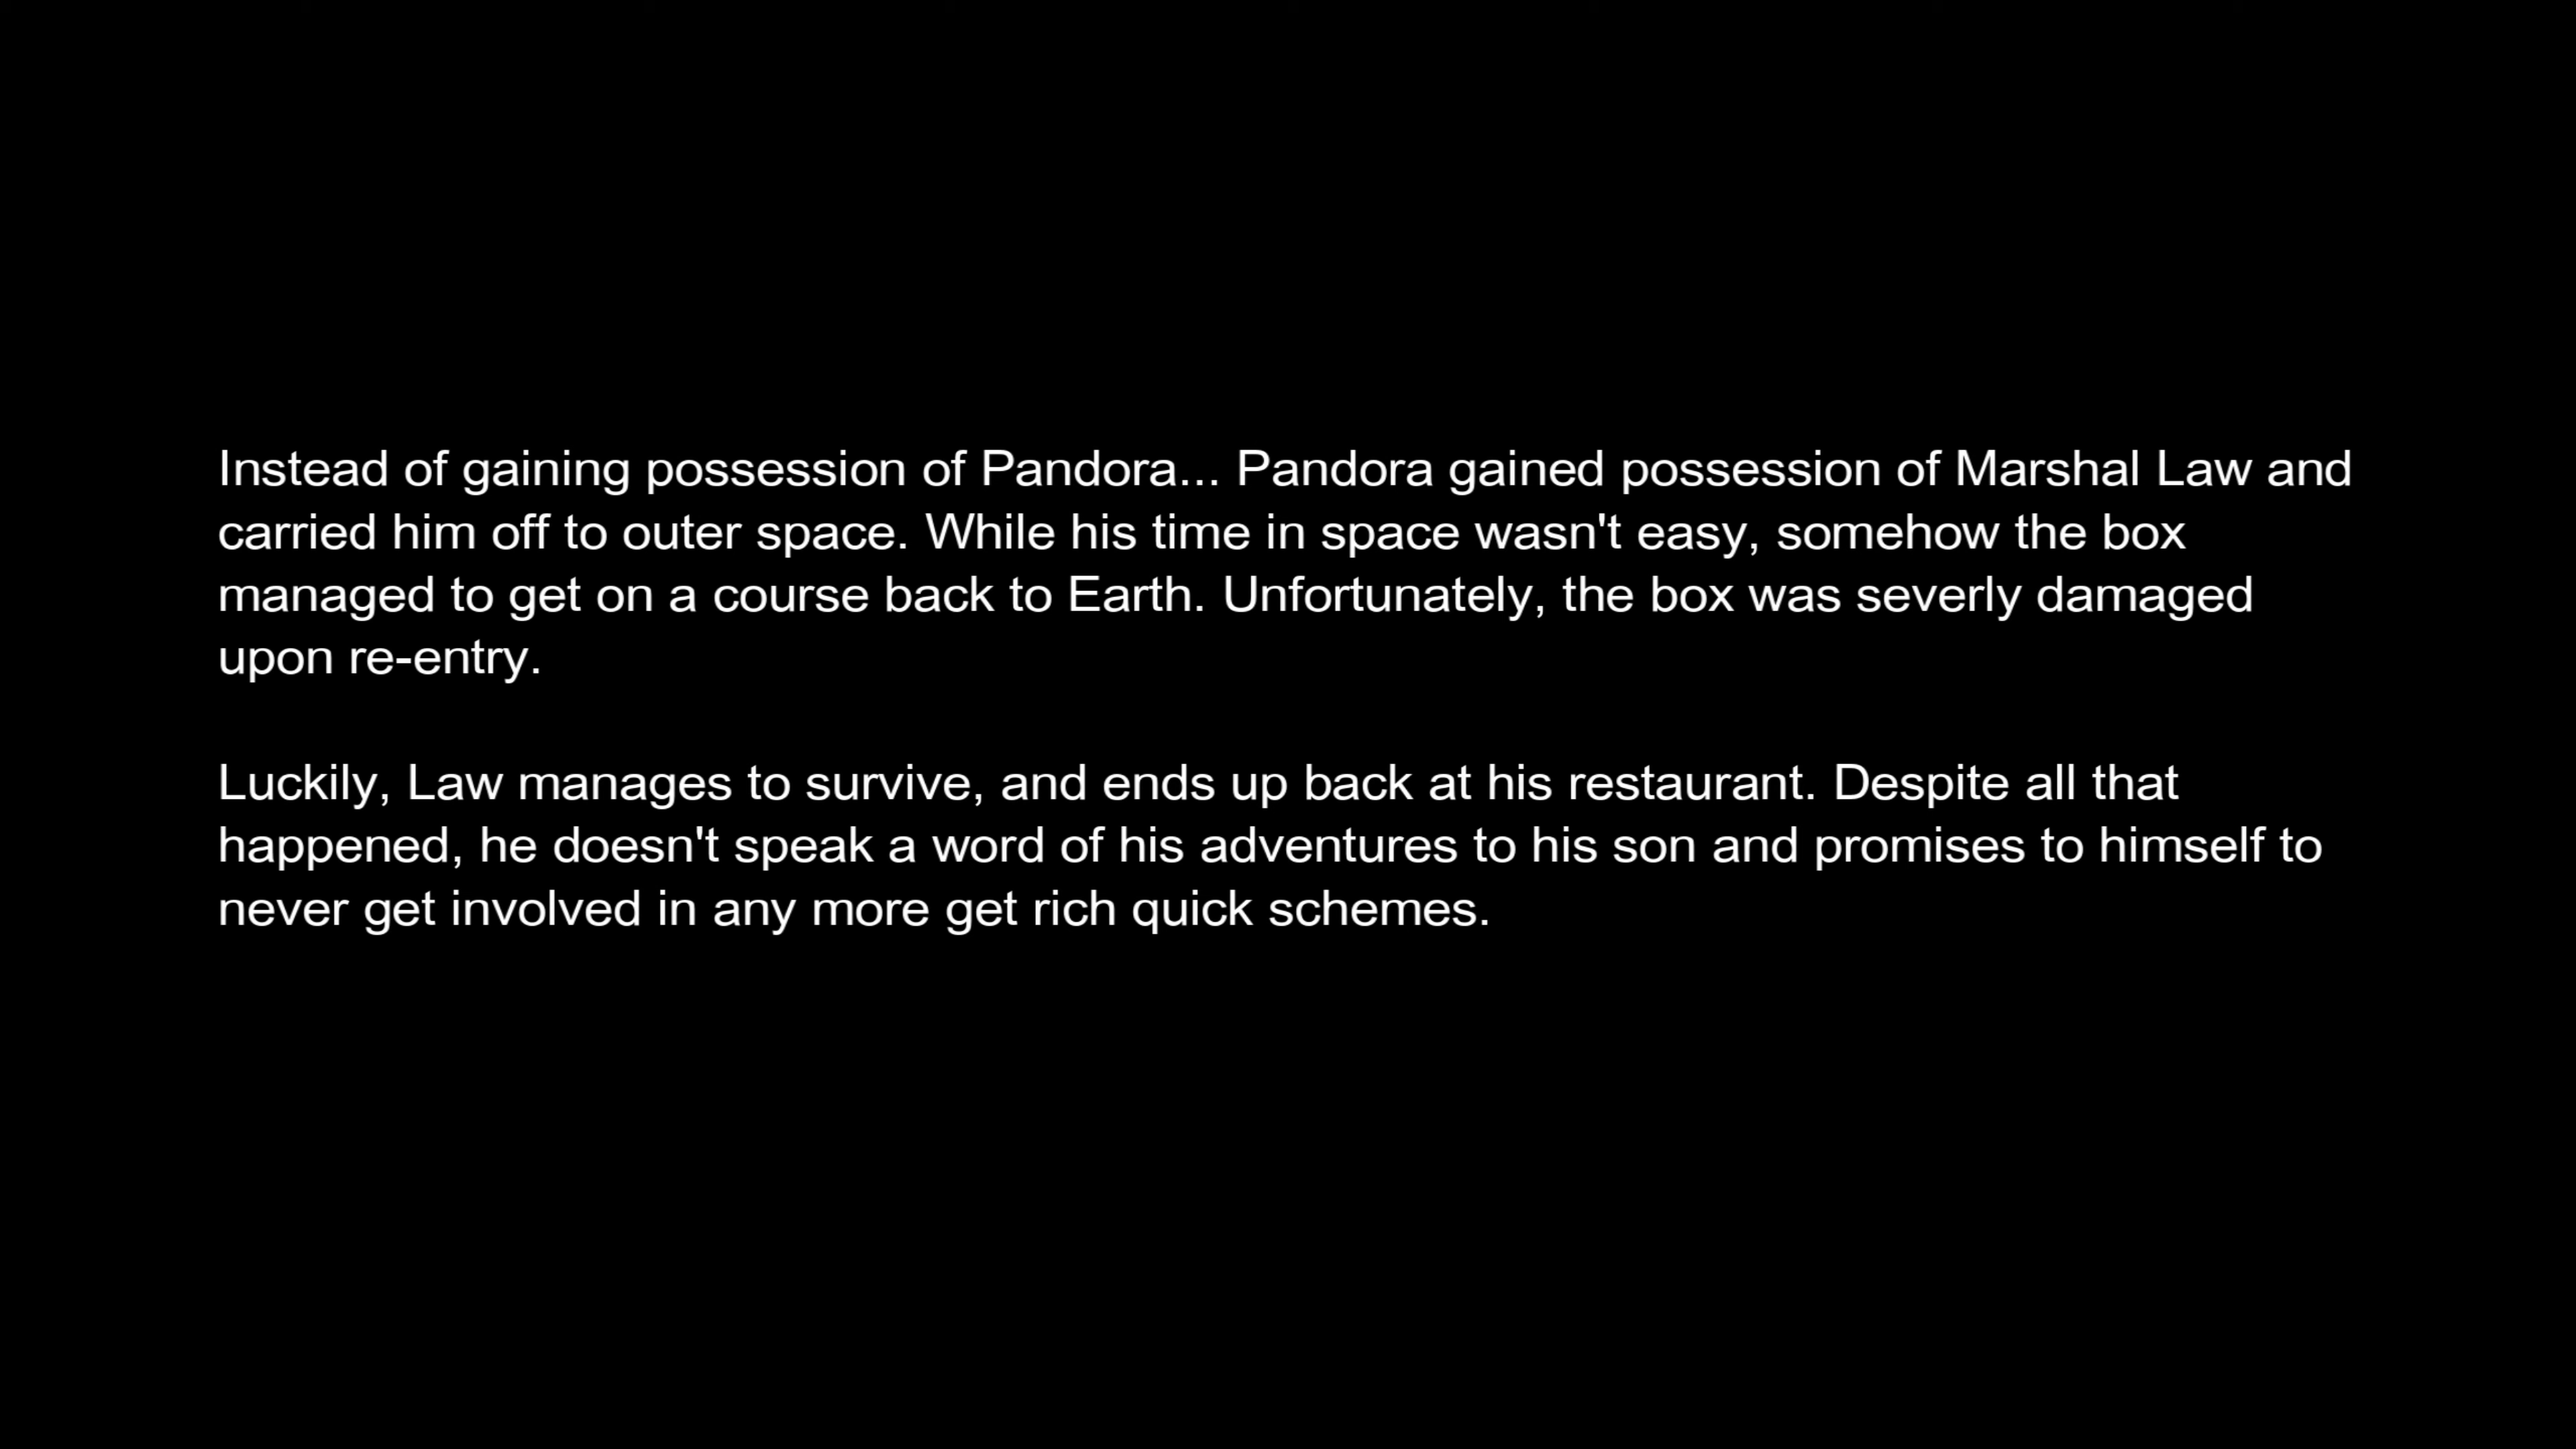 Instead of gaining possession of Pandora... Pandora gained possession of Marshal Law and
carried him off to outer space. While his time in space wasn't easy, somehow the box
managed to get on a course back to Earth. Unfortunately, the box was severly damaged
upon re-entry.
Luckily, Law manages to survive, and ends up back at his restaurant. Despite all that
happened, he doesn't speak a word of his adventures to his son and promises to himself to
never get involved in any more get rich quick schemes.